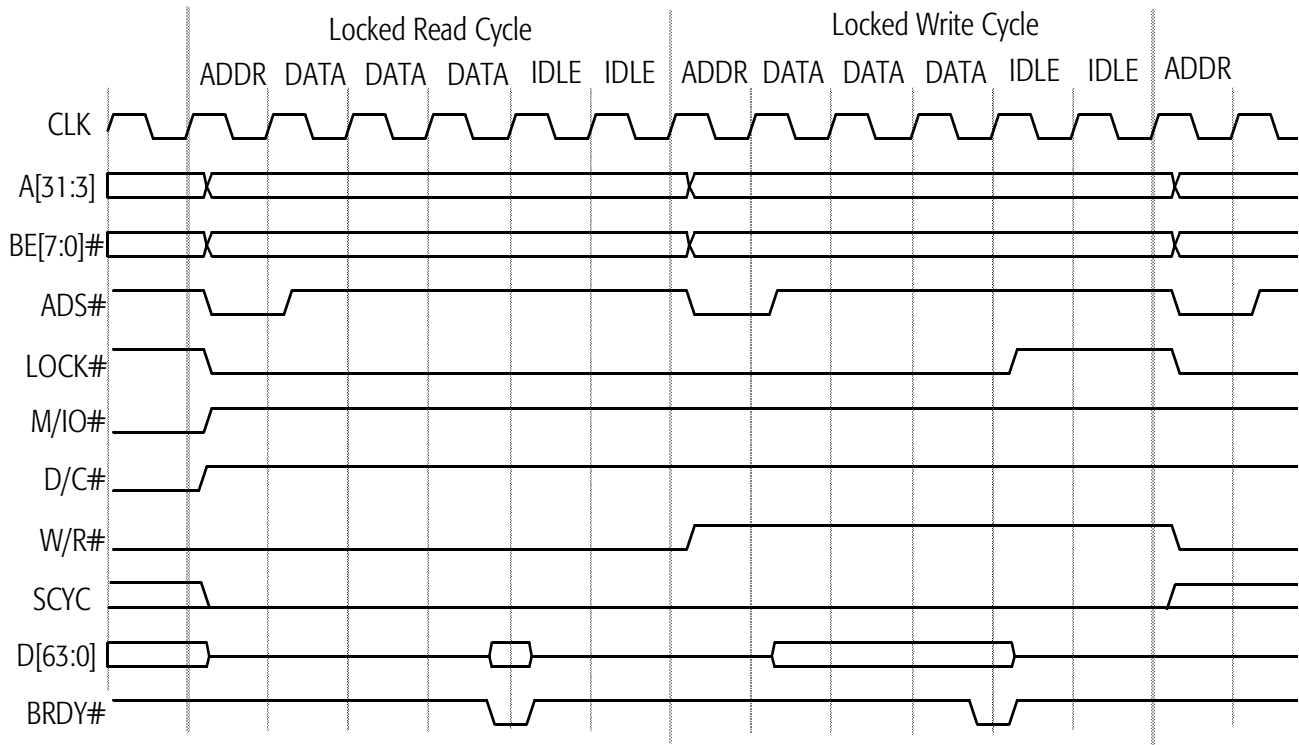 Locked Read Cycle Locked Write Cycle
ADDR DATA DATA DATA IDLE IDLE ADDR DATA DATA DATA IDLE IDLE ADDR
CLK
A[31:3]
BE[7:0]#
ADS#
LOCK#
M/IO#
D/C#
W/R#
SCYC
D[63:0]
BRDY#